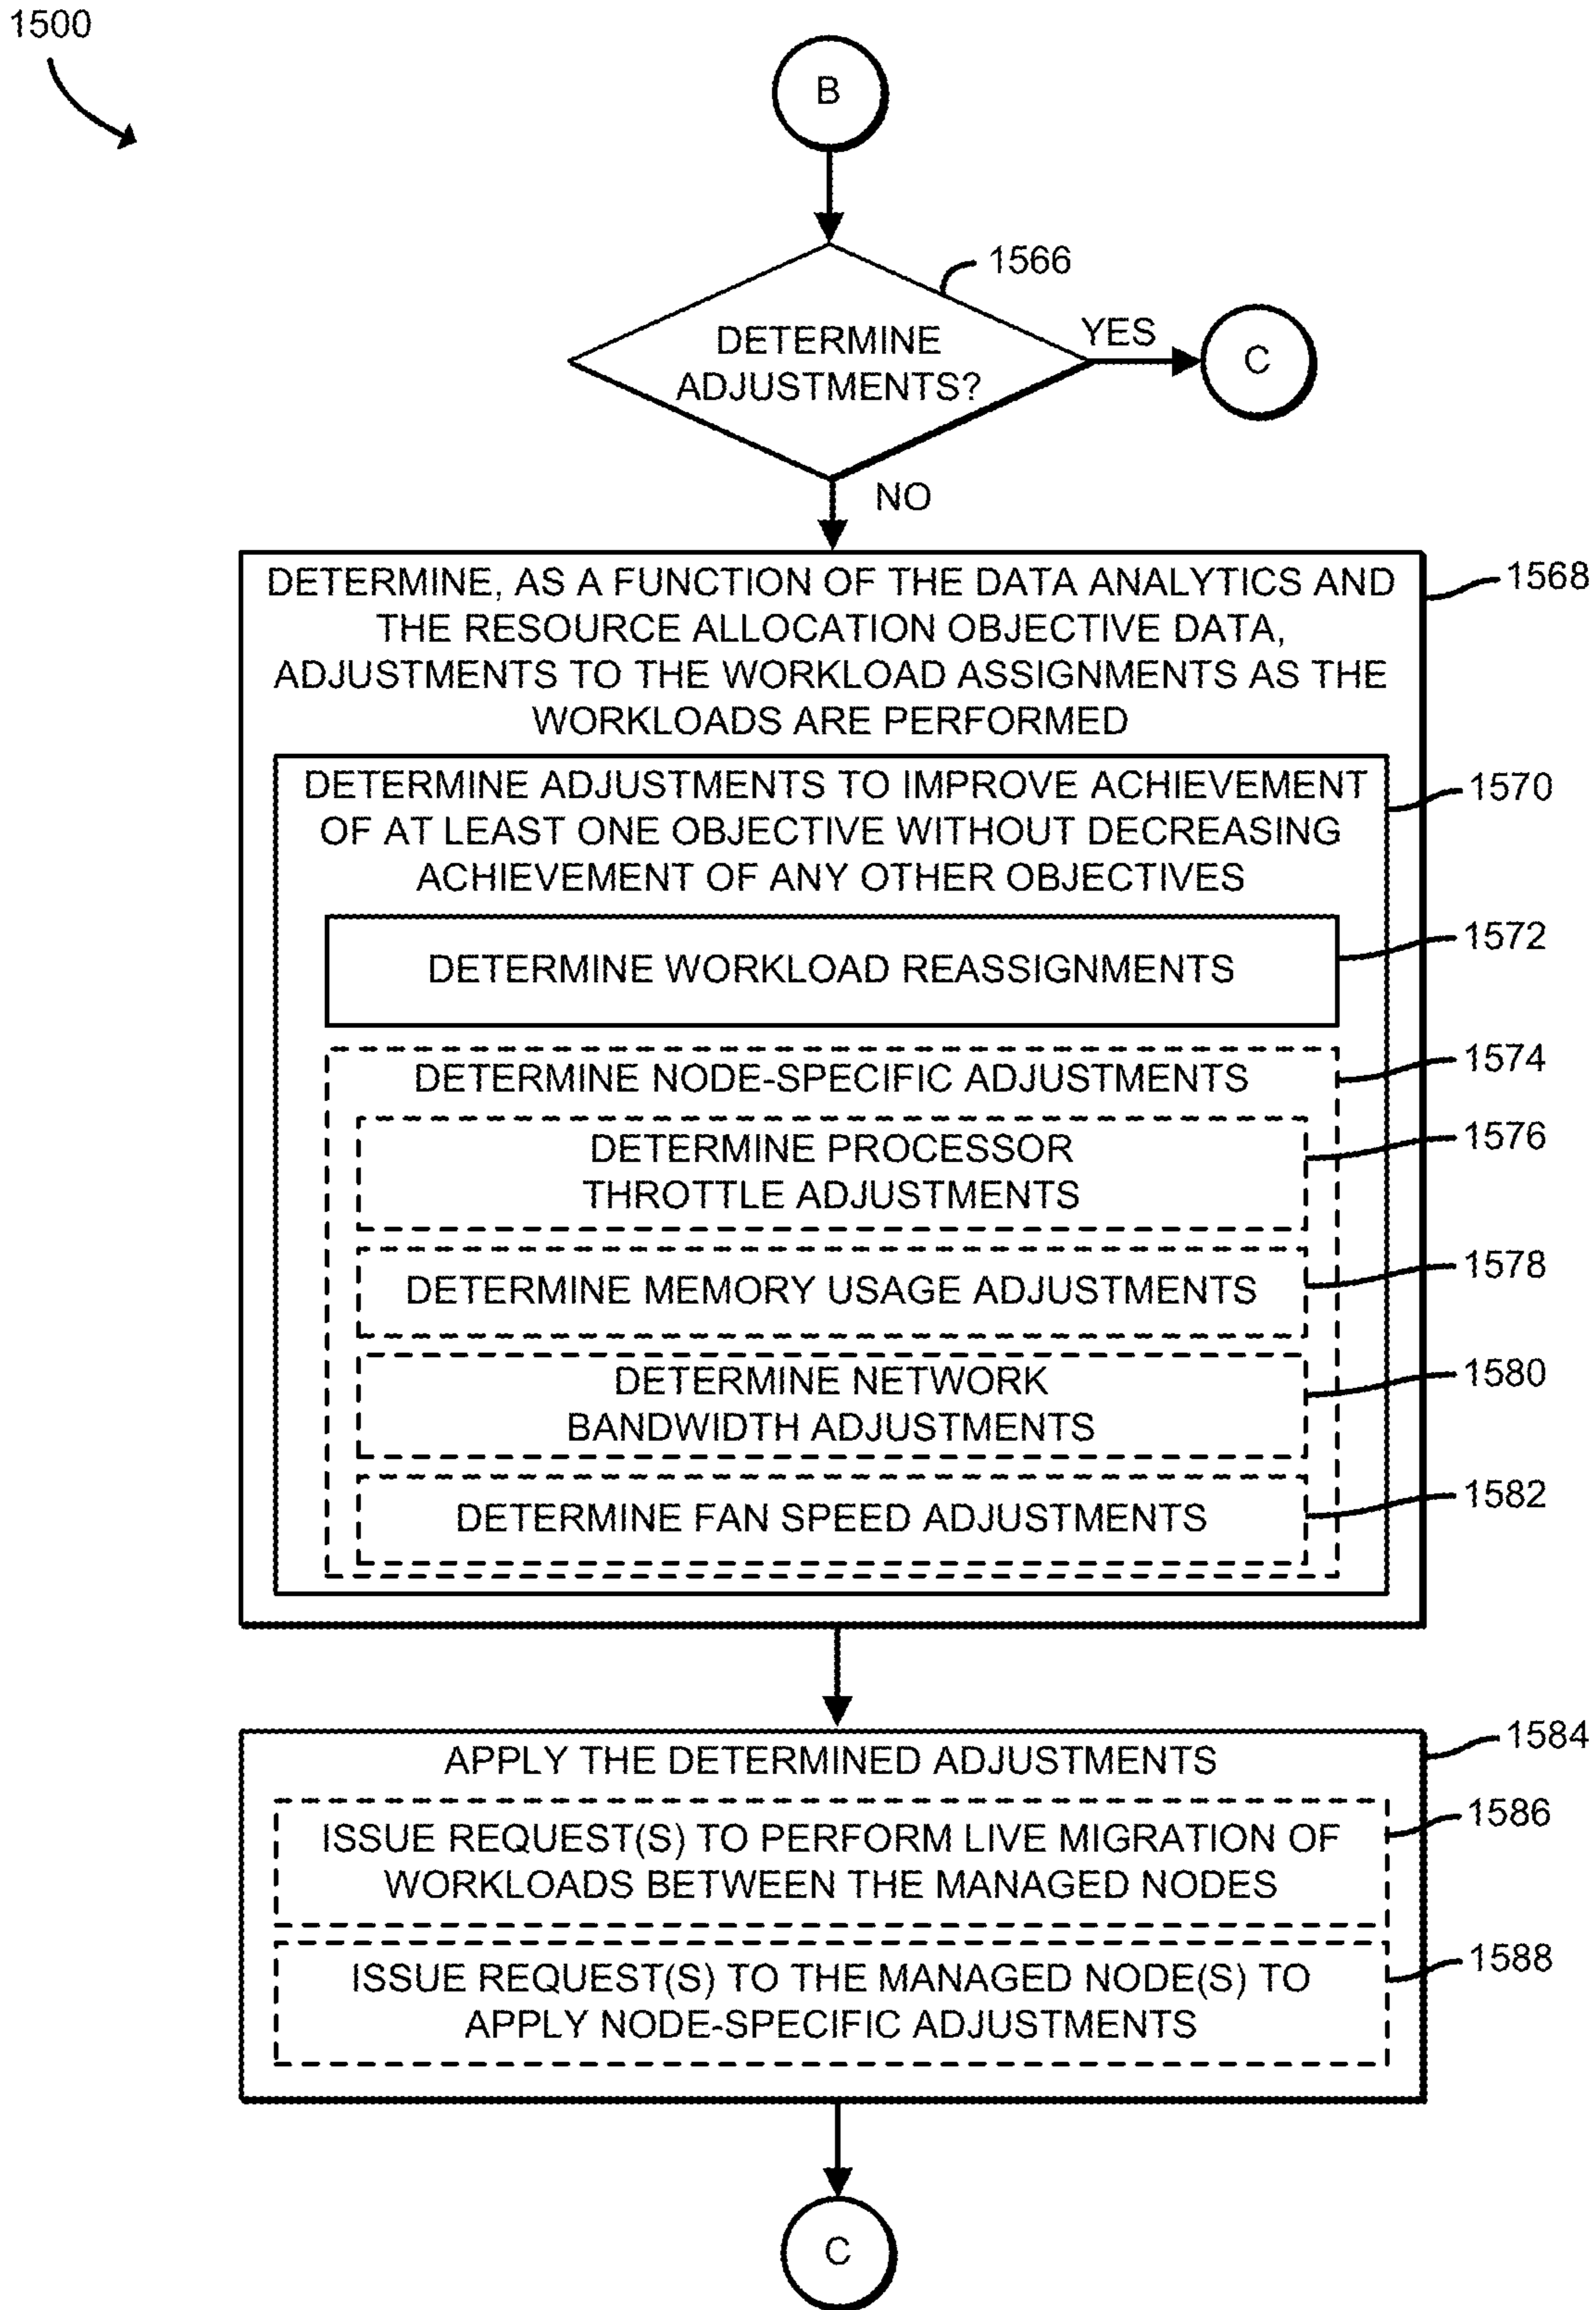 1500
B
1566
DETERMINE
ADJUSTMENTS?
YES
C
NO
DETERMINE, AS A FUNCTION OF THE DATA ANALYTICS AND
THE RESOURCE ALLOCATION OBJECTIVE DATA,
ADJUSTMENTS TO THE WORKLOAD ASSIGNMENTS AS THE
WORKLOADS ARE PERFORMED
1568
DETERMINE ADJUSTMENTS TO IMPROVE ACHIEVEMENT
OF AT LEAST ONE OBJECTIVE WITHOUT DECREASING
ACHIEVEMENT OF ANY OTHER OBJECTIVES
1570
DETERMINE WORKLOAD REASSIGNMENTS
1572
DETERMINE NODE-SPECIFIC ADJUSTMENTS
1574
DETERMINE PROCESSOR
THROTTLE ADJUSTMENTS
1576
DETERMINE MEMORY USAGE ADJUSTMENTS
1578
DETERMINE NETWORK
BANDWIDTH ADJUSTMENTS
1580
DETERMINE FAN SPEED ADJUSTMENTS
1582
APPLY THE DETERMINED ADJUSTMENTS
1584
ISSUE REQUEST(S) TO PERFORM LIVE MIGRATION OF
WORKLOADS BETWEEN THE MANAGED NODES
1586
ISSUE REQUEST(S) TO THE MANAGED NODE(S) TO
APPLY NODE-SPECIFIC ADJUSTMENTS
1588
C